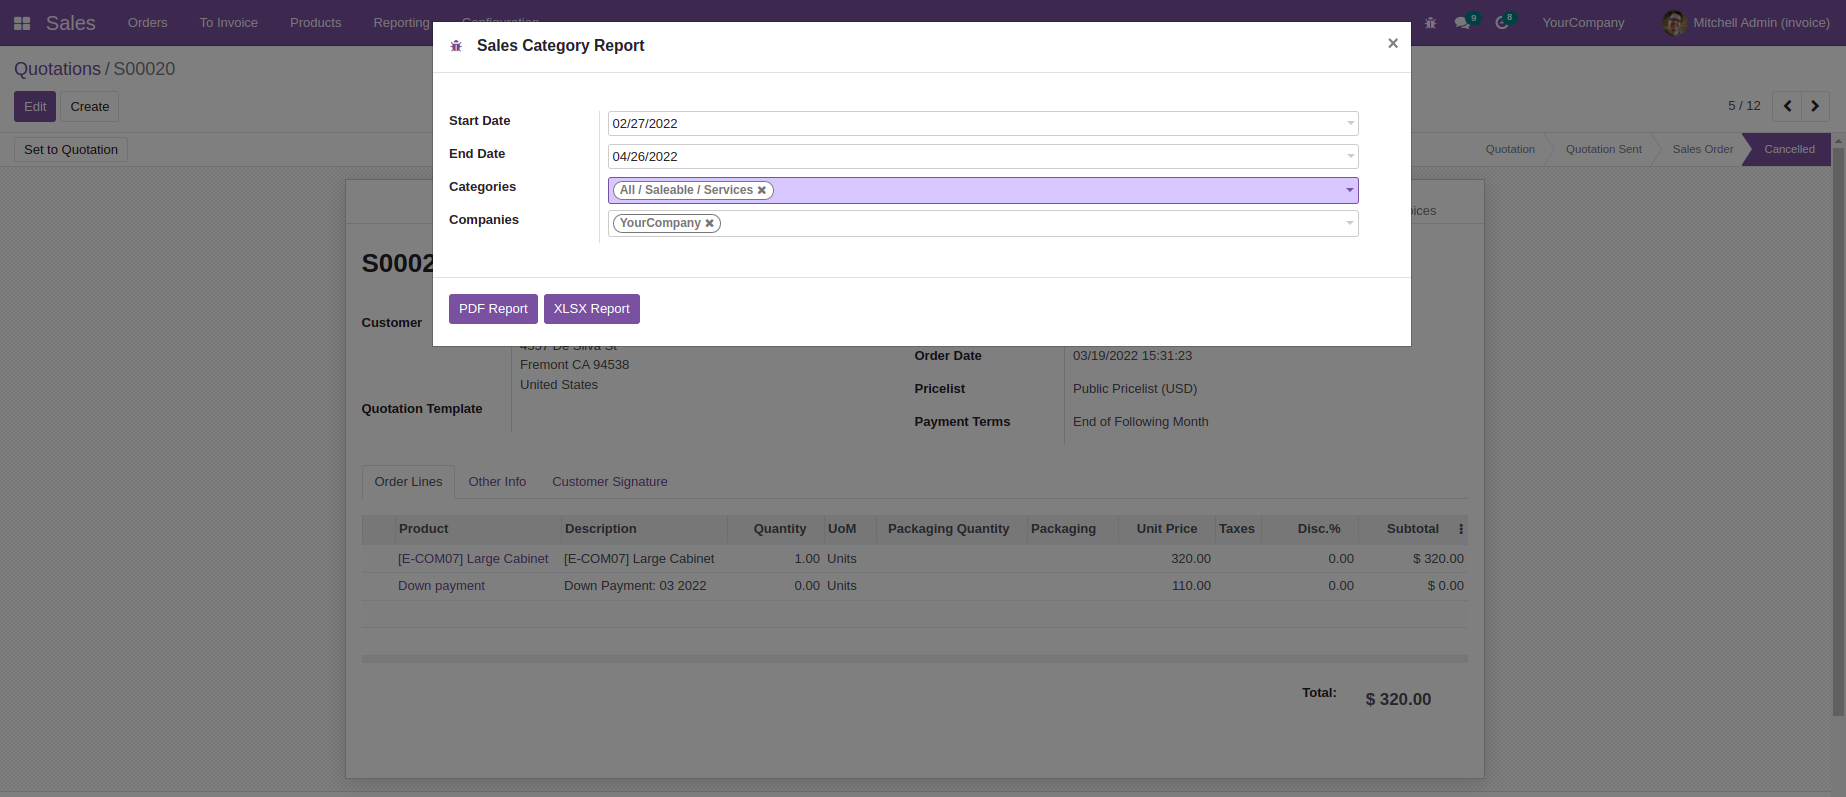 Sales Orders To Invoice Products Reporting Configuration 9 8 YourCompany Mitchell Admin (invoice)
Sales Category Report ×
Quotations / S00020
Edit Create 5 / 12
Set to Quotation Quotation Quotation Sent Sales Order Cancelled
Start Date 02/27/2022
End Date 04/26/2022
Categories All / Saleable / Services ✖
Companies YourCompany ✖
PDF Report XLSX Report
S0002
Customer
4557 De Silva St
Fremont CA 94538
United States
Quotation Template
Order Date 03/19/2022 15:31:23
Pricelist Public Pricelist (USD)
Payment Terms End of Following Month
Order Lines Other Info Customer Signature
Product Description Quantity UoM Packaging Quantity Packaging Unit Price Taxes Disc.% Subtotal
[E-COM07] Large Cabinet [E-COM07] Large Cabinet 1.00 Units 320.00 0.00 $ 320.00
Down payment Down Payment: 03 2022 0.00 Units 110.00 0.00 $ 0.00
Total: $ 320.00